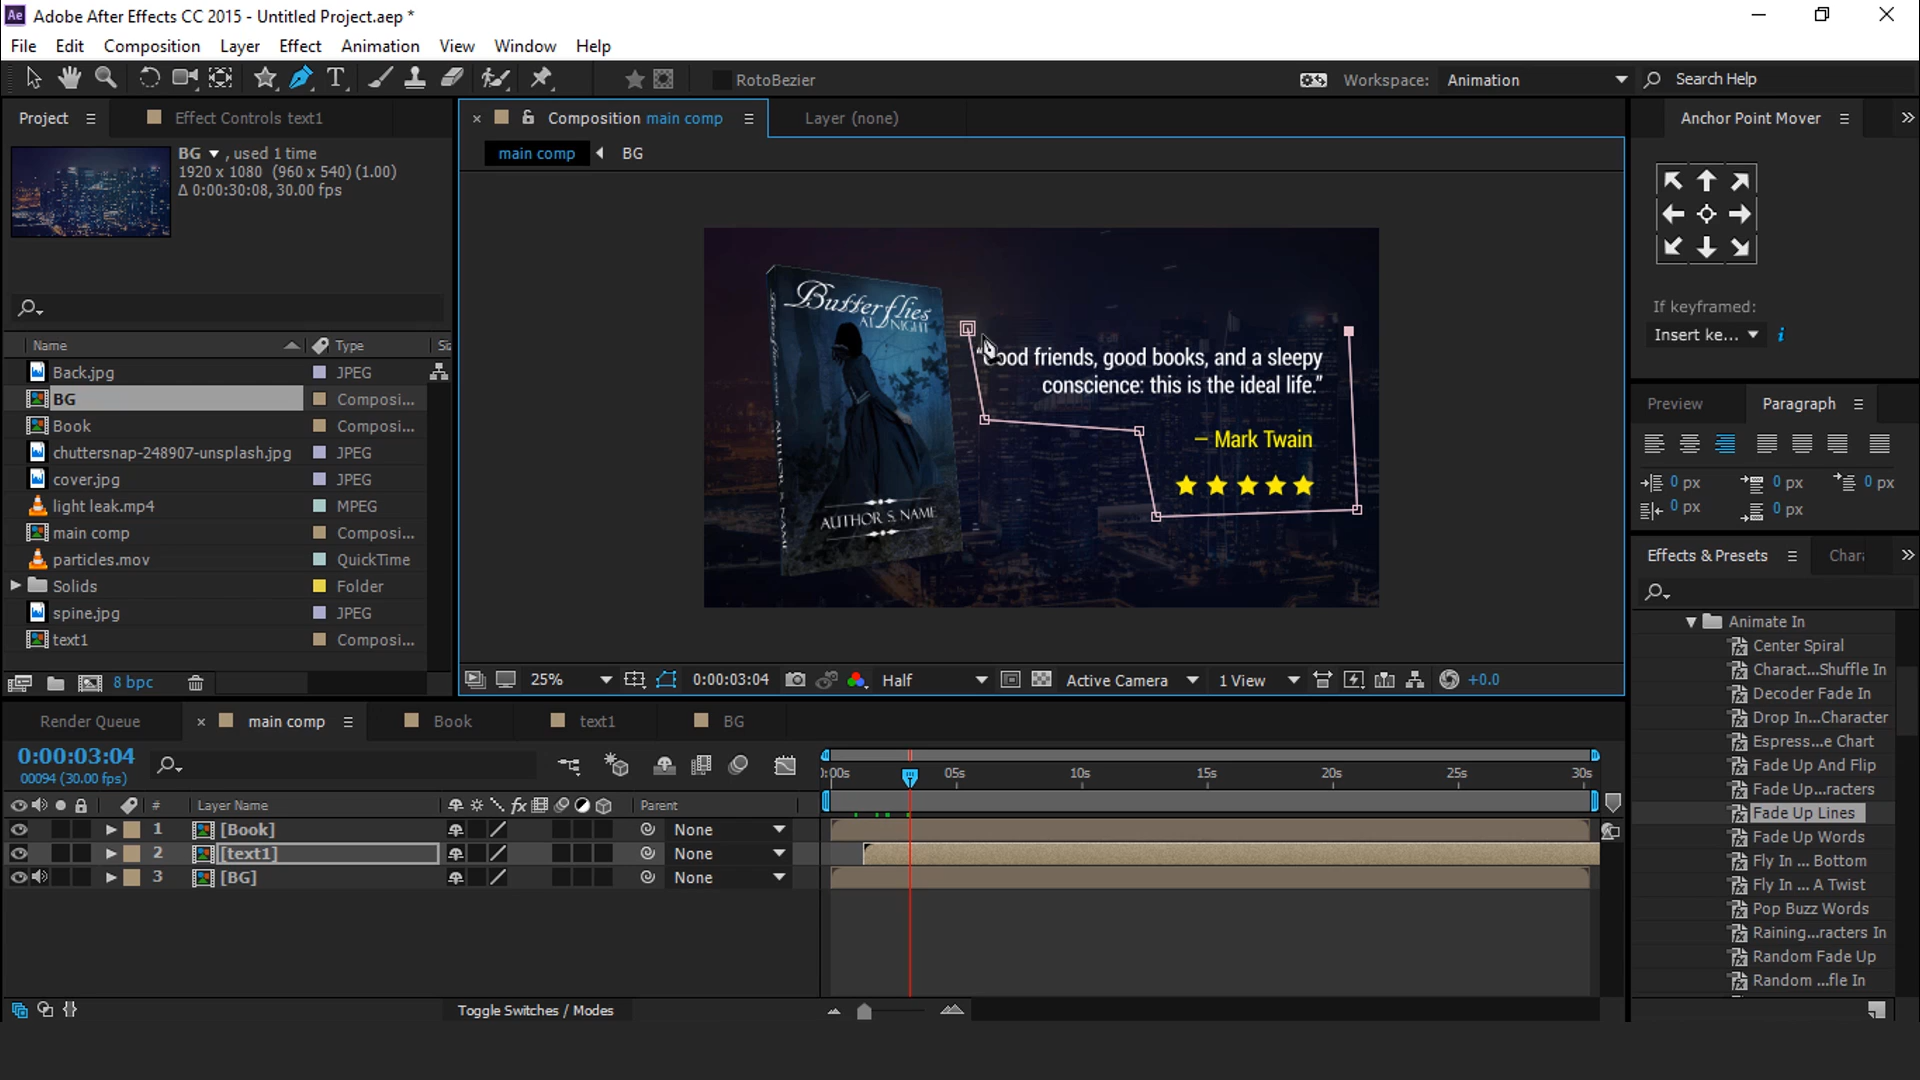 Ae Adobe After Effects CC 2015 - Untitled Project.aep *
File Edit Composition Layer Effect Animation View Window Help
RotoBezier
Workspace: Animation
Search Help
Project
Effect Controls text1
BG , used 1 time
1920 x 1080 (960 x 540) (1.00)
Δ 0:00:30:08, 30.00 fps
Name Type Si
Back.jpg JPEG
BG Composi...
Book Composi...
chuttersnap-248907-unsplash.jpg JPEG
cover.jpg JPEG
light leak.mp4 MPEG
main comp Composi...
particles.mov QuickTime
Solids Folder
spine.jpg JPEG
text1 Composi...
8 bpc
Composition main comp
Layer (none)
main comp BG
Butterflies
AT NIGHT
AUTHOR S. NAME
“Good friends, good books, and a sleepy
conscience: this is the ideal life.”
– Mark Twain
25% 0:00:03:04 Half Active Camera 1 View +0.0
Anchor Point Mover
If keyframed:
Insert ke...
Preview Paragraph
0 px 0 px 0 px
0 px 0 px
Effects & Presets Char
Animate In
Center Spiral
Charact...Shuffle In
Decoder Fade In
Drop In...Character
Espress...e Chart
Fade Up And Flip
Fade Up...racters
Fade Up Lines
Fade Up Words
Fly In ... Bottom
Fly In ... A Twist
Pop Buzz Words
Raining...racters In
Random Fade Up
Random ...fle In
Render Queue main comp Book text1 BG
0:00:03:04
00094 (30.00 fps)
0:00s 05s 10s 15s 20s 25s 30s
# Layer Name Parent
1 [Book] None
2 [text1] None
3 [BG] None
Toggle Switches / Modes